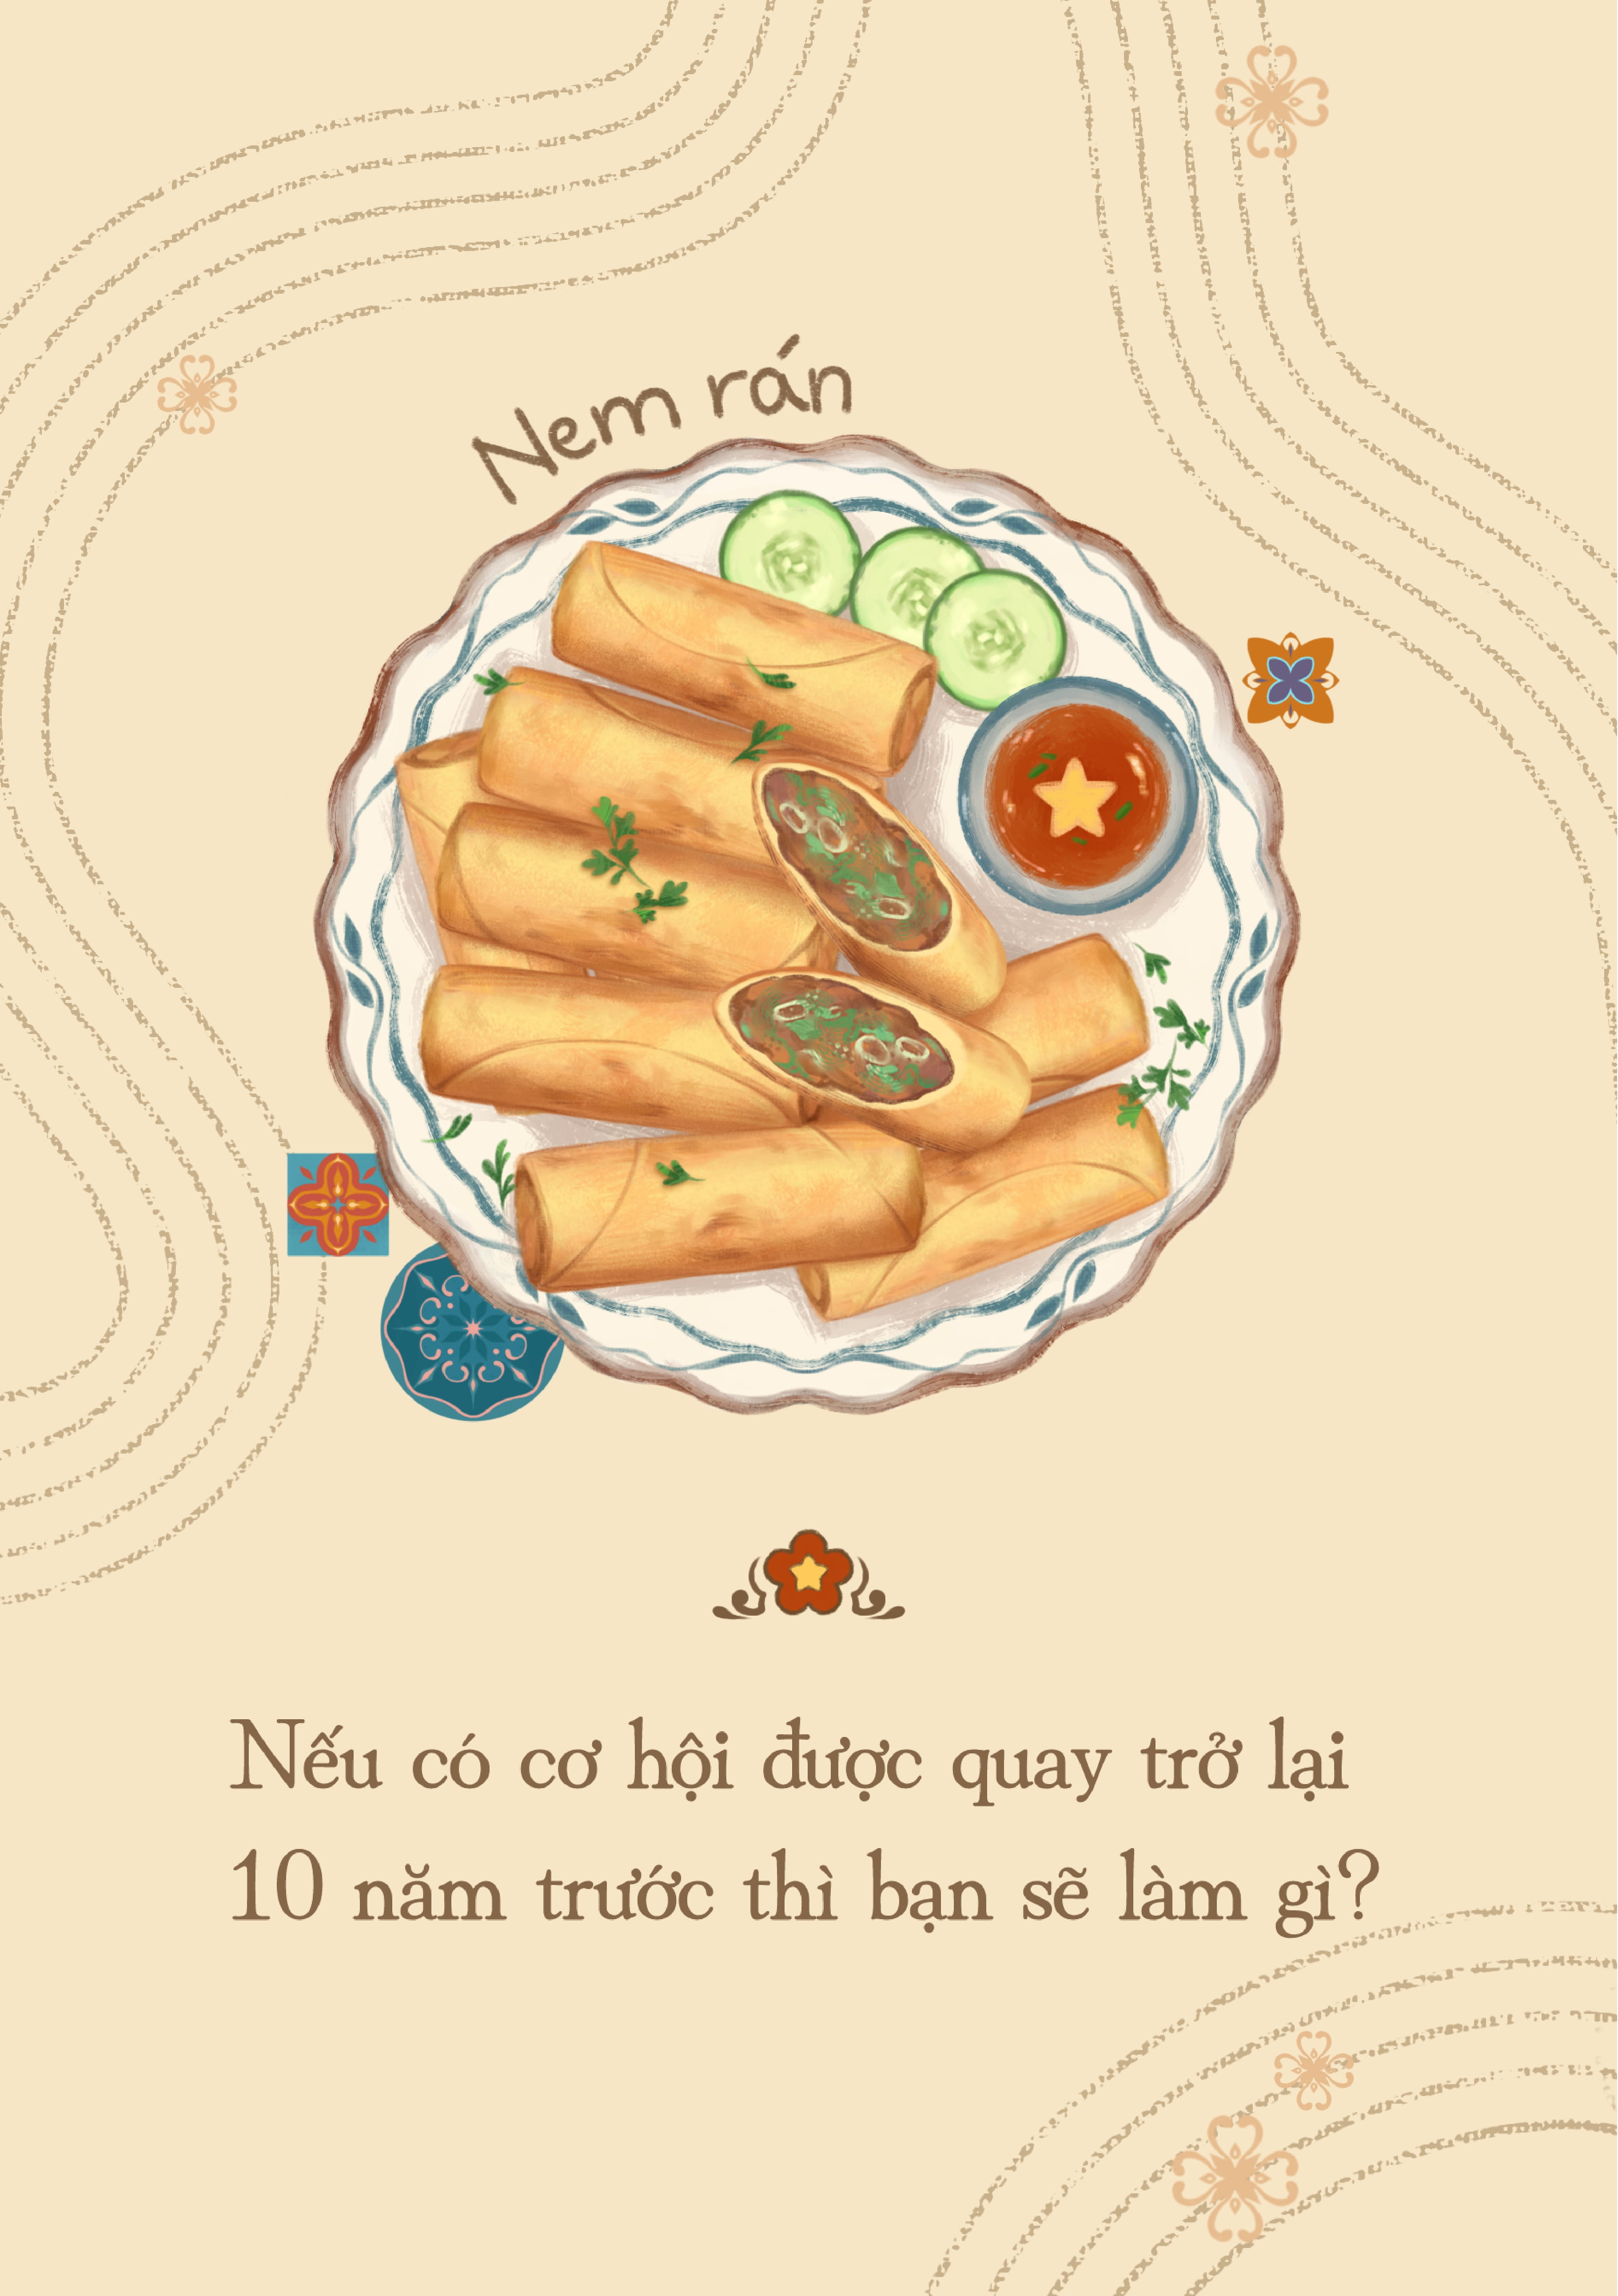 Nem rán
Nếu có cơ hội được quay trở lại
10 năm trước thì bạn sẽ làm gì?